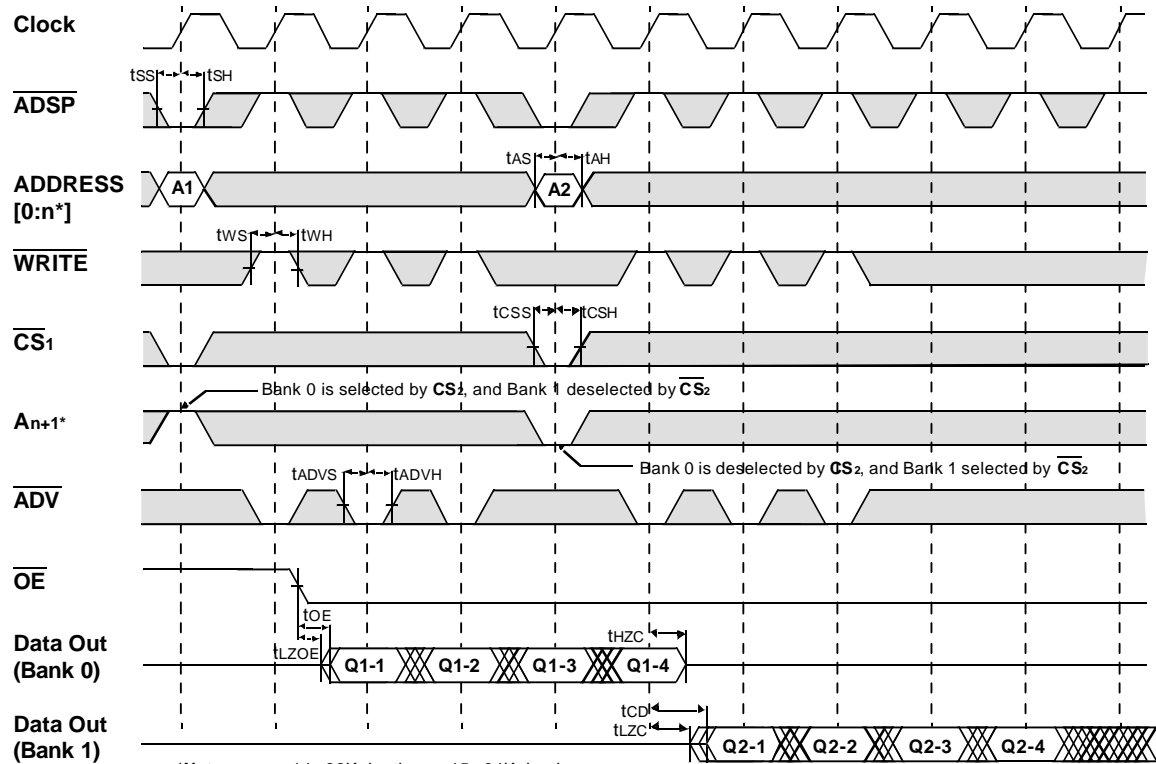 Clock
tSS tSH
ADSP
tAS tAH
ADDRESS
[0:n*]
A1 A2
tWS tWH
WRITE
tCSS tCSH
CS1
Bank 0 is selected by CS2, and Bank 1 deselected by CS2
An+1*
Bank 0 is deselected by CS2, and Bank 1 selected by CS2
tADVS tADVH
ADV
OE
tOE
Data Out
(Bank 0)
tHZC
tLZOE
Q1-1 Q1-2 Q1-3 Q1-4
tCD
Data Out
(Bank 1)
tLZC
Q2-1 Q2-2 Q2-3 Q2-4